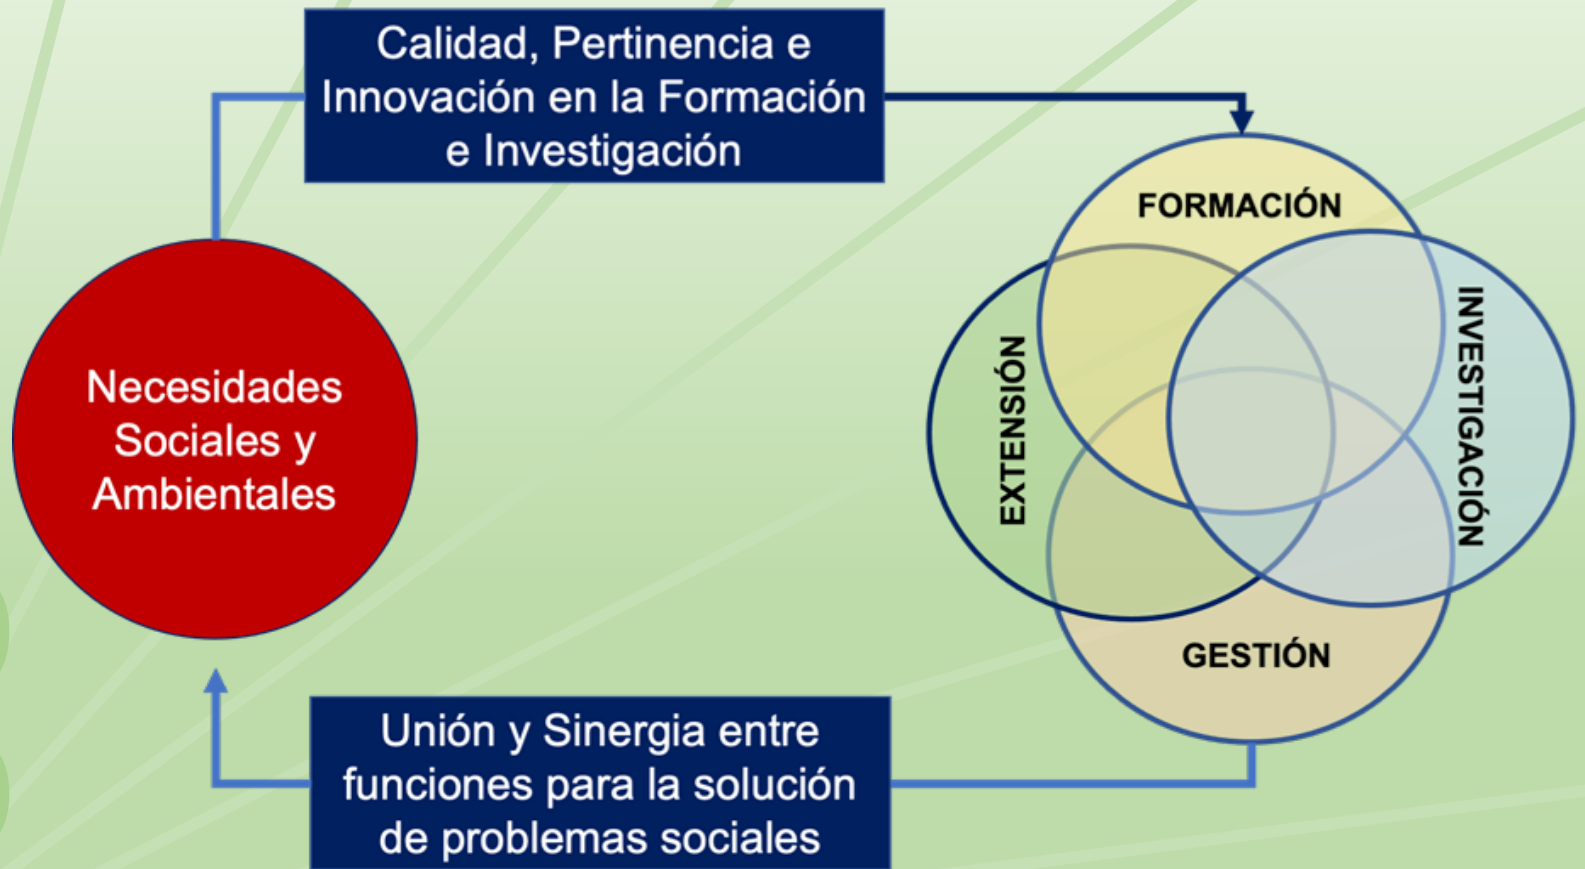 Calidad, Pertinencia e
Innovación en la Formación
e Investigación
FORMACIÓN
EXTENSIÓN
INVESTIGACIÓN
GESTIÓN
Necesidades
Sociales y
Ambientales
Unión y Sinergia entre
funciones para la solución
de problemas sociales